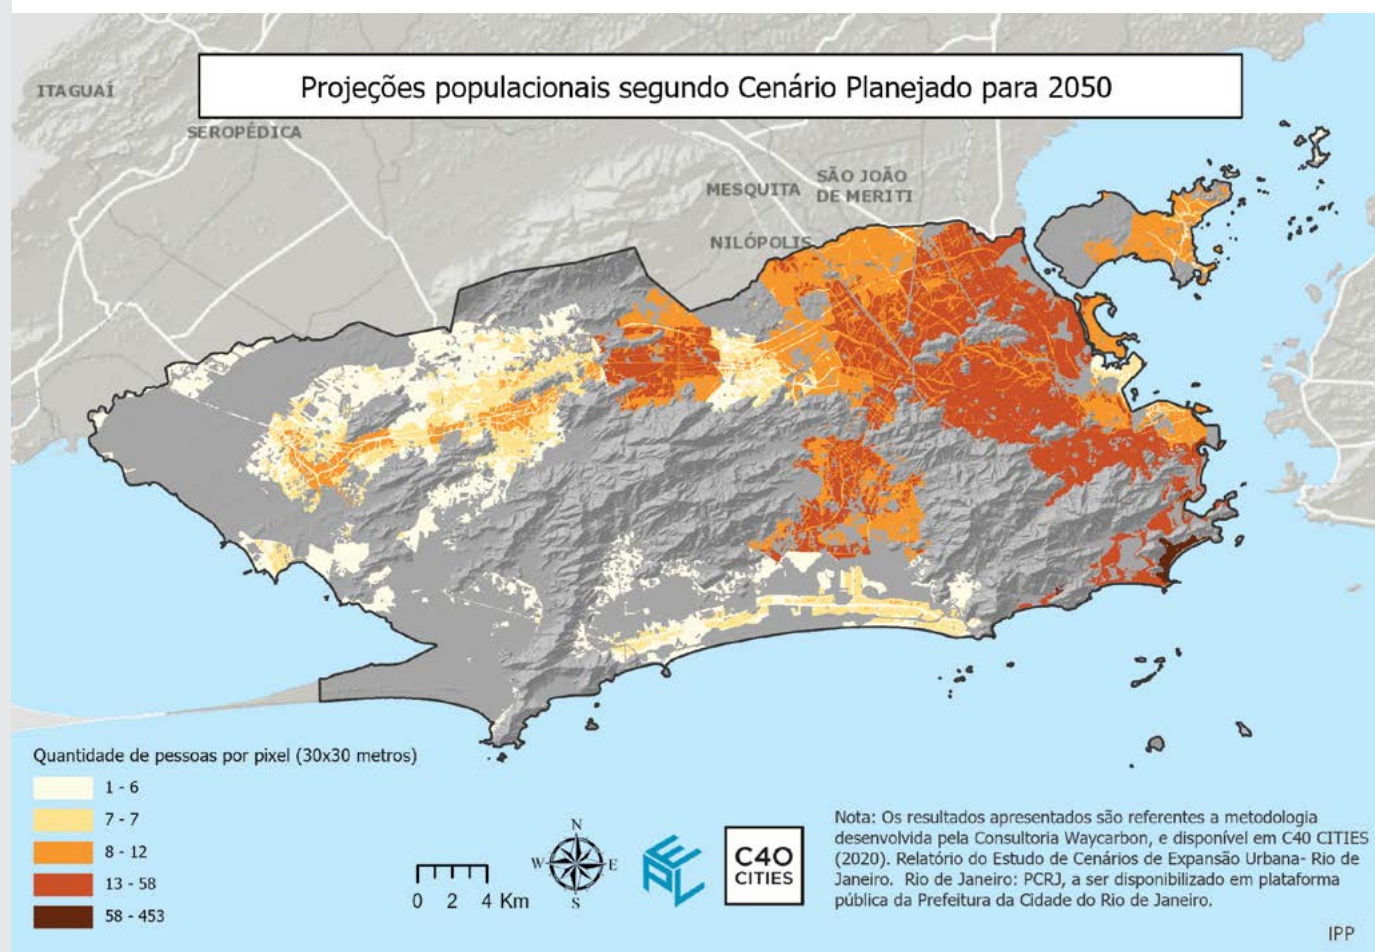 Projeções populacionais segundo Cenário Planejado para 2050
ITAGUAÍ
SEROPÉDICA
MESQUITA
SÃO JOÃO
DE MERITI
NILÓPOLIS
Quantidade de pessoas por pixel (30x30 metros)
1 - 6
7 - 7
8 - 12
13 - 58
58 - 453
0 2 4 Km
N
W E
S
EPL
C40
CITIES
Nota: Os resultados apresentados são referentes a metodologia
desenvolvida pela Consultoria Waycarbon, e disponível em C40 CITIES
(2020). Relatório do Estudo de Cenários de Expansão Urbana- Rio de
Janeiro. Rio de Janeiro: PCRJ, a ser disponibilizado em plataforma
pública da Prefeitura da Cidade do Rio de Janeiro.
IPP